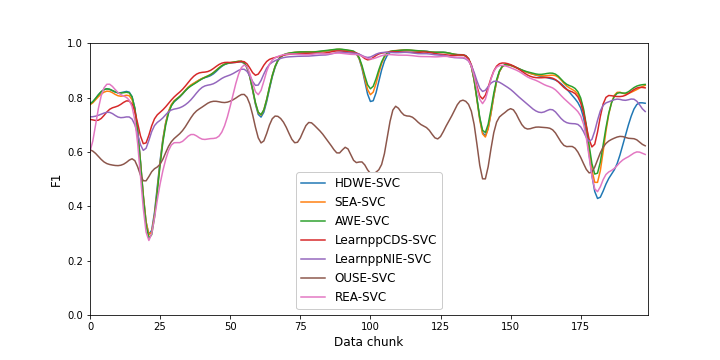 F1
1.0
0.8
0.6
0.4
0.2
0.0
0 25 50 75 100 125 150 175
Data chunk
HDWE-SVC
SEA-SVC
AWE-SVC
LearnppCDS-SVC
LearnppNIE-SVC
OUSE-SVC
REA-SVC